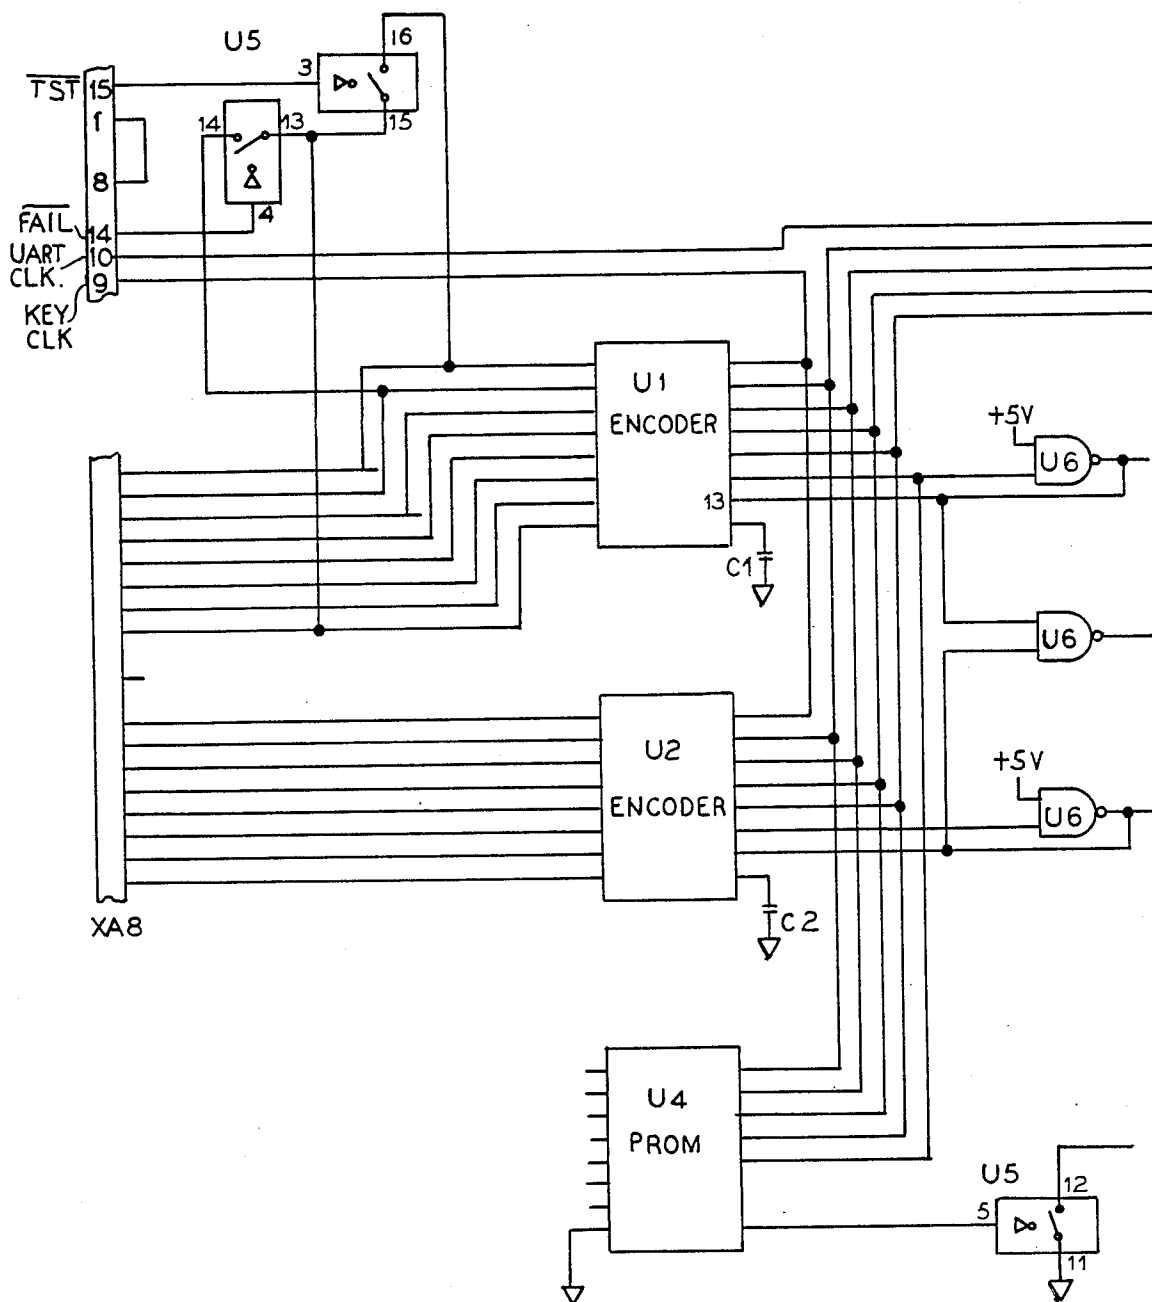 U5
16
3
TST
15
1
14
13
15
8
4
FAIL
14
UART
10
CLK.
9
KEY
CLK
U1
ENCODER
+5V
U6
13
C1
U6
U2
ENCODER
+5V
U6
C2
XA8
U4
PROM
U5
12
5
11